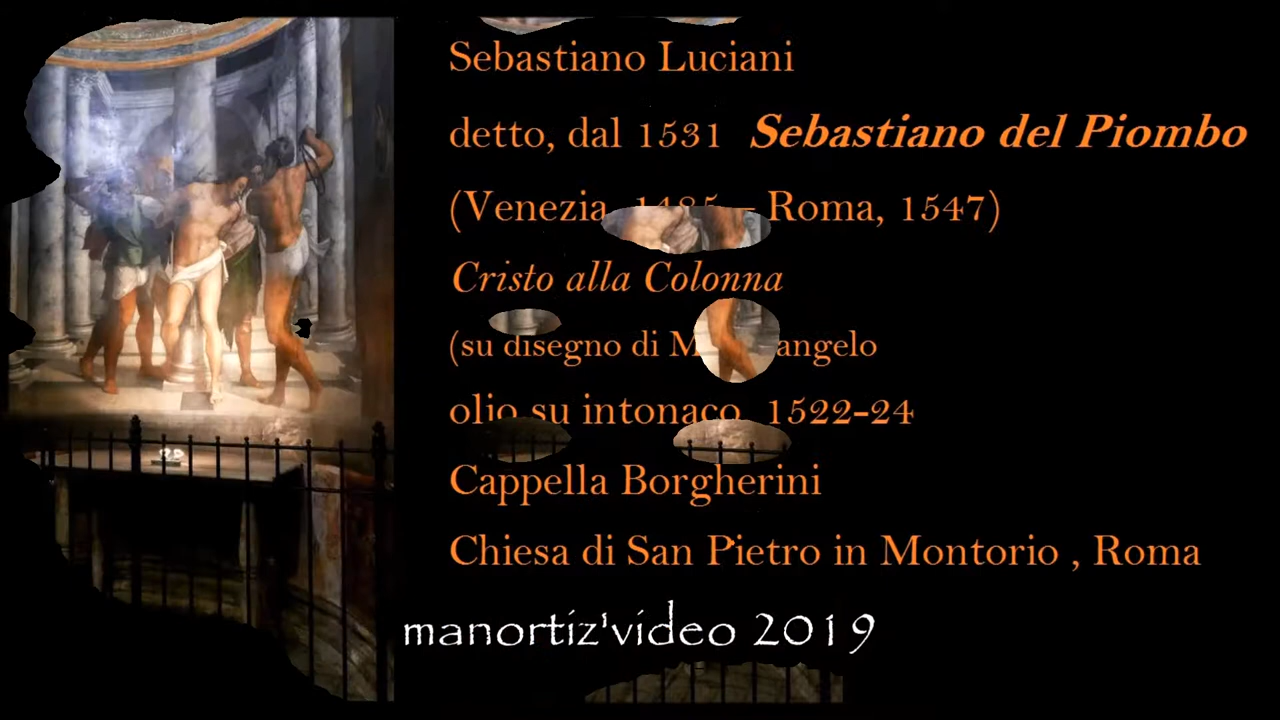 Sebastiano Luciani
detto, dal 1531 Sebastiano del Piombo
(Venezia, 1485 – Roma, 1547)
Cristo alla Colonna
(su disegno di
olio su intonaco, 1522-24
Cappella Borgherini
Chiesa di San Pietro in Montorio , Roma
manortiz'video 2019